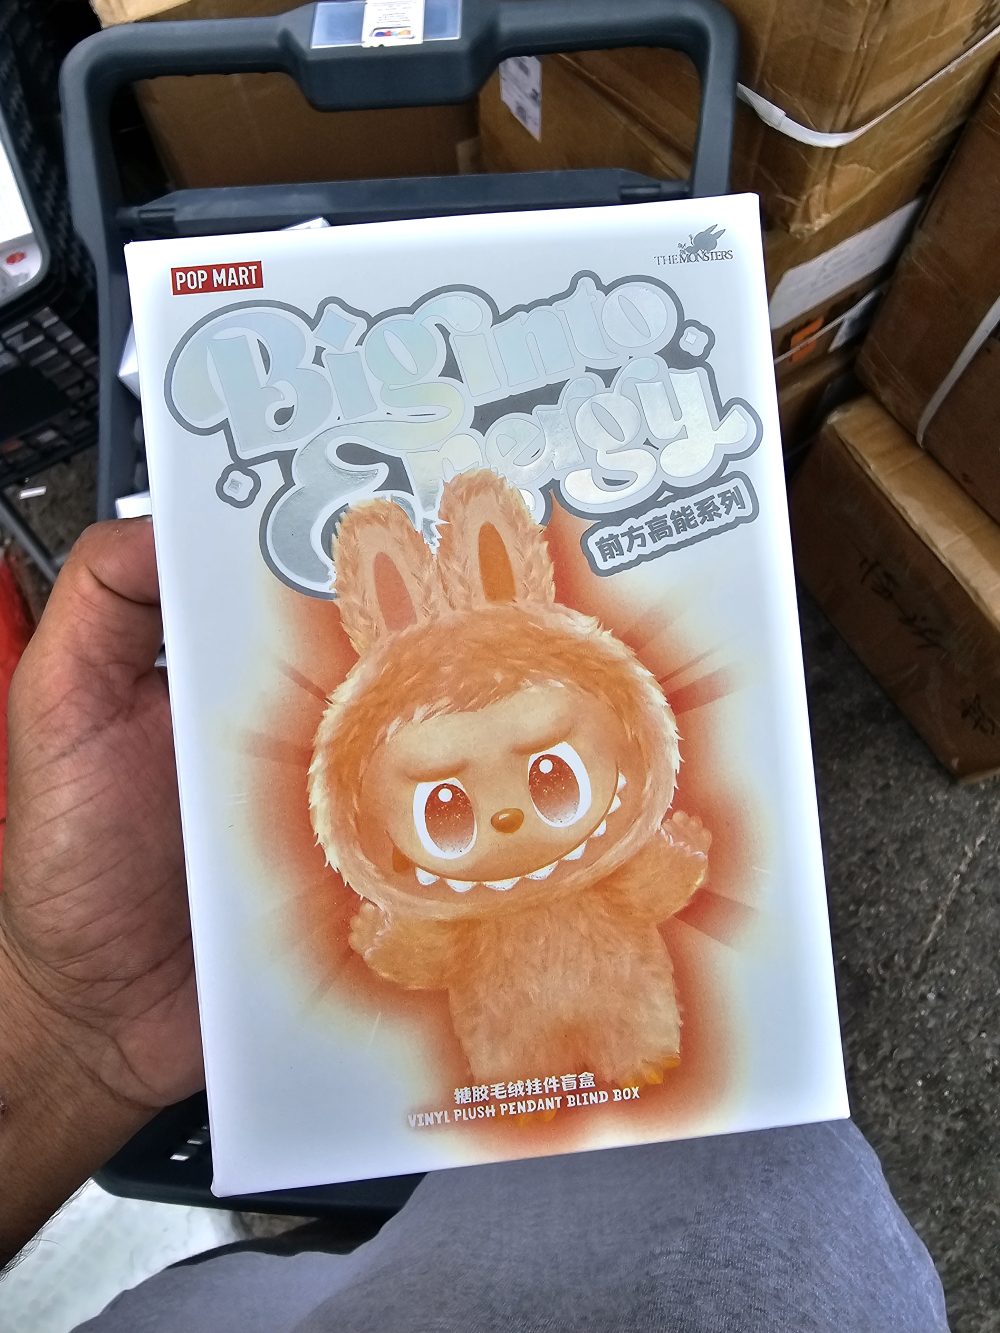 POP MART
THE MONSTERS
Big into
Energy
前方高能系列
搪胶毛绒挂件盲盒
VINYL PLUSH PENDANT BLIND BOX